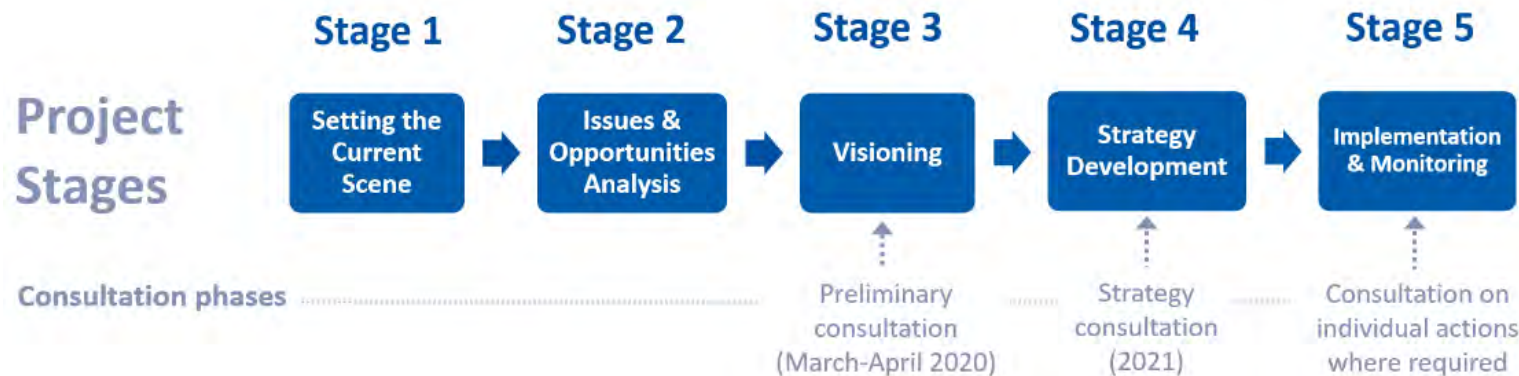 Stage 1
Stage 2
Stage 3
Stage 4
Stage 5
Project
Stages
Setting the
Current
Scene
Issues &
Opportunities
Analysis
Visioning
Strategy
Development
Implementation
& Monitoring
Consultation phases
Preliminary
consultation
(March-April 2020)
Strategy
consultation
(2021)
Consultation on
individual actions
where required